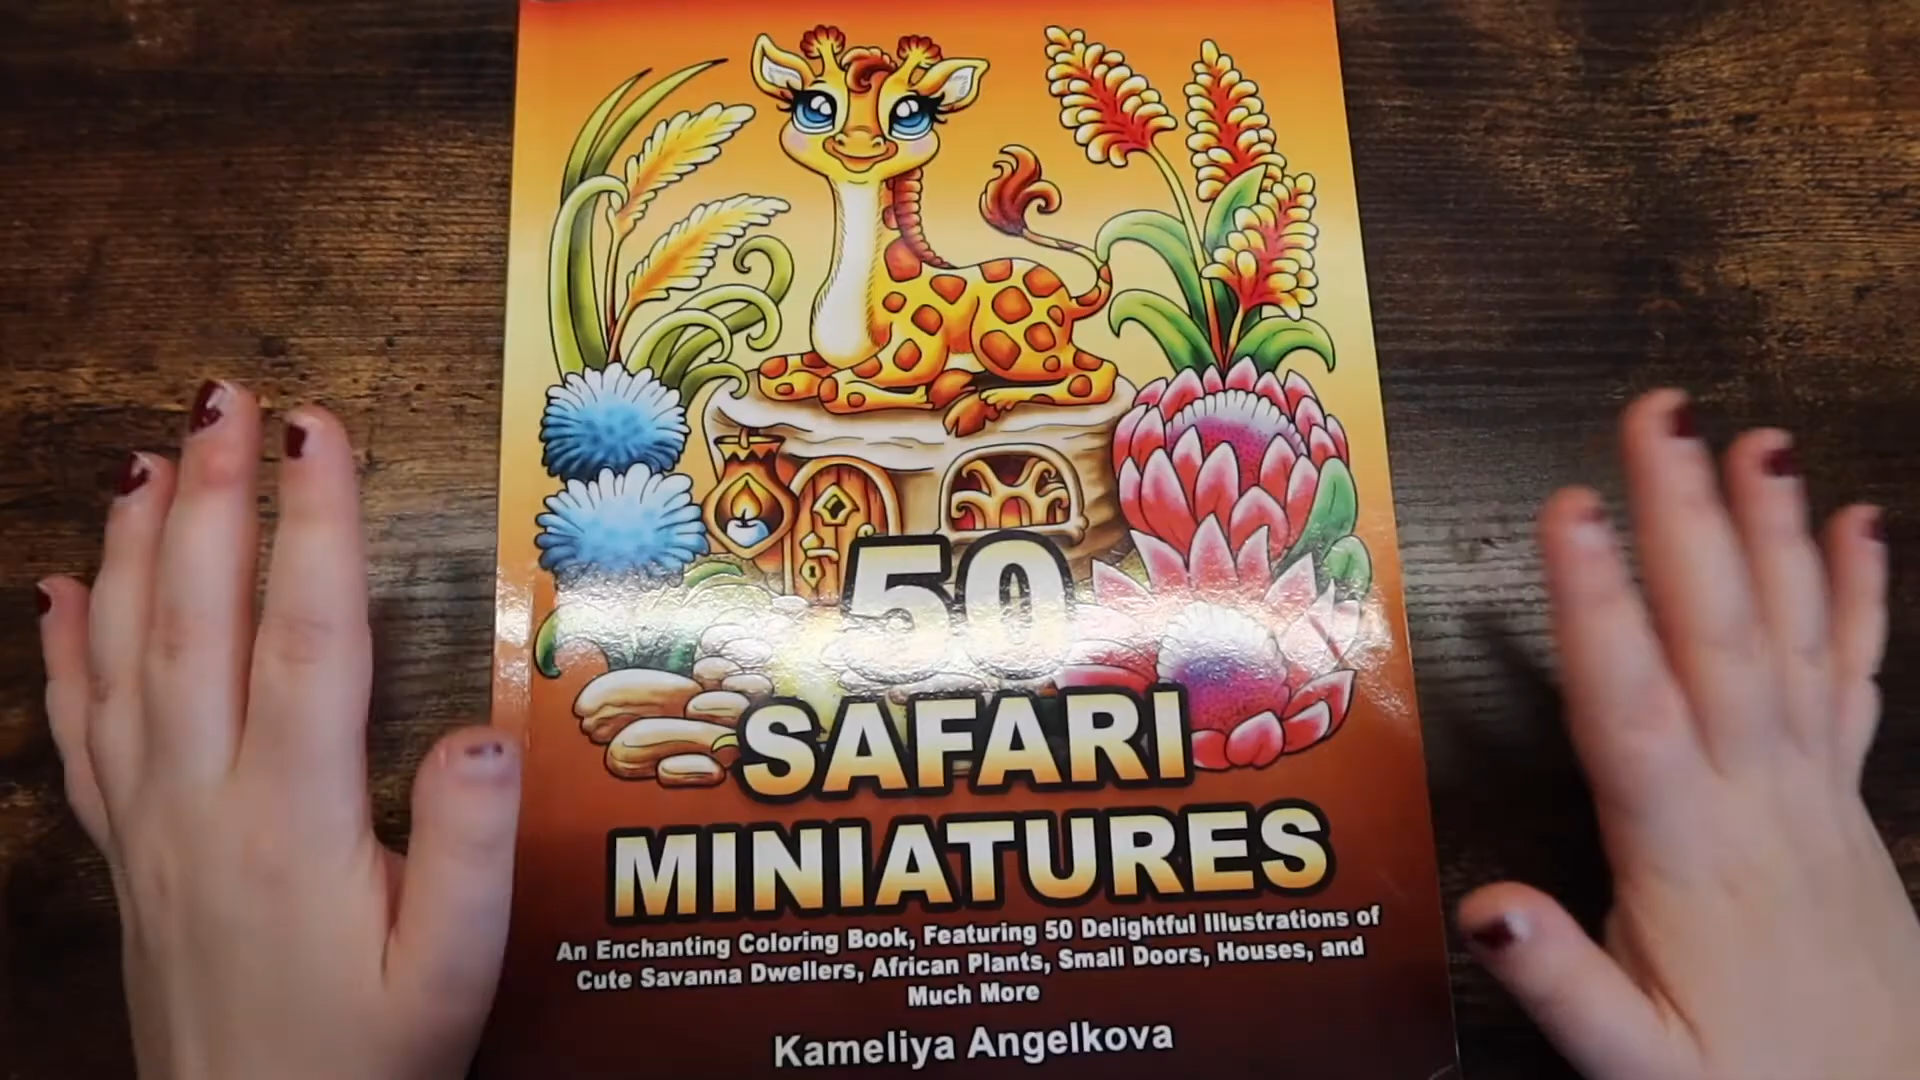 50
SAFARI
MINIATURES
An Enchanting Coloring Book, Featuring 50 Delightful Illustrations of
Cute Savanna Dwellers, African Plants, Small Doors, Houses, and
Much More
Kameliya Angelkova